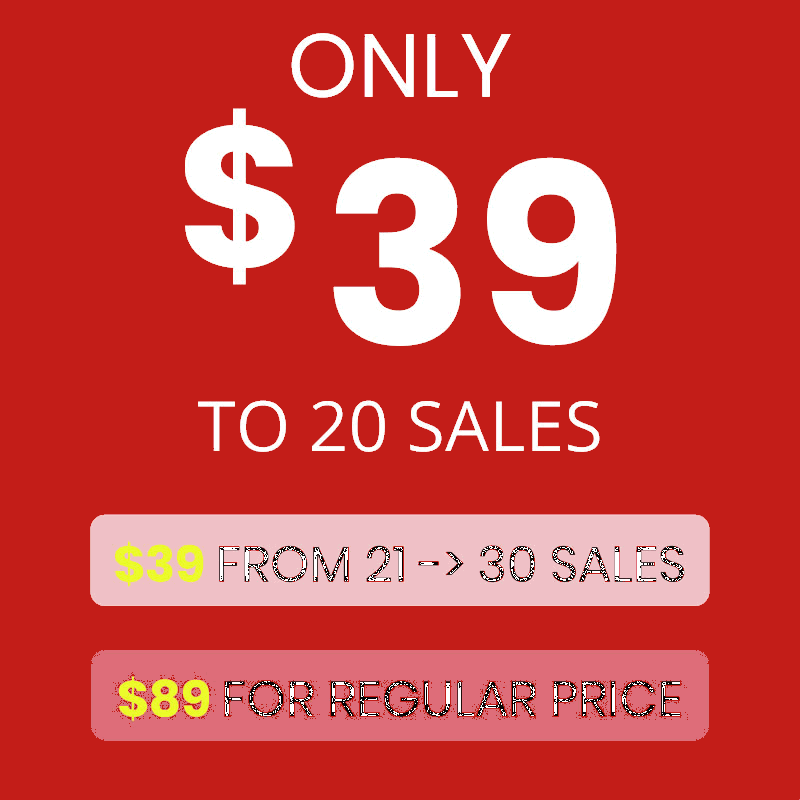 ONLY
$39
TO 20 SALES
$39 FROM 21 -> 30 SALES
$89 FOR REGULAR PRICE